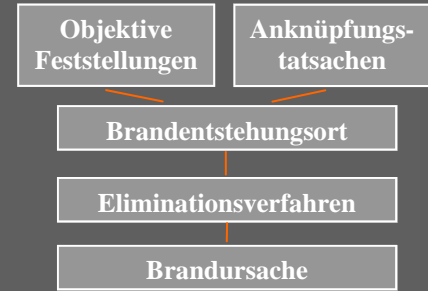 Objektive
Feststellungen
Anknüpfungs-
tatsachen
Brandentstehungsort
Eliminationsverfahren
Brandursache